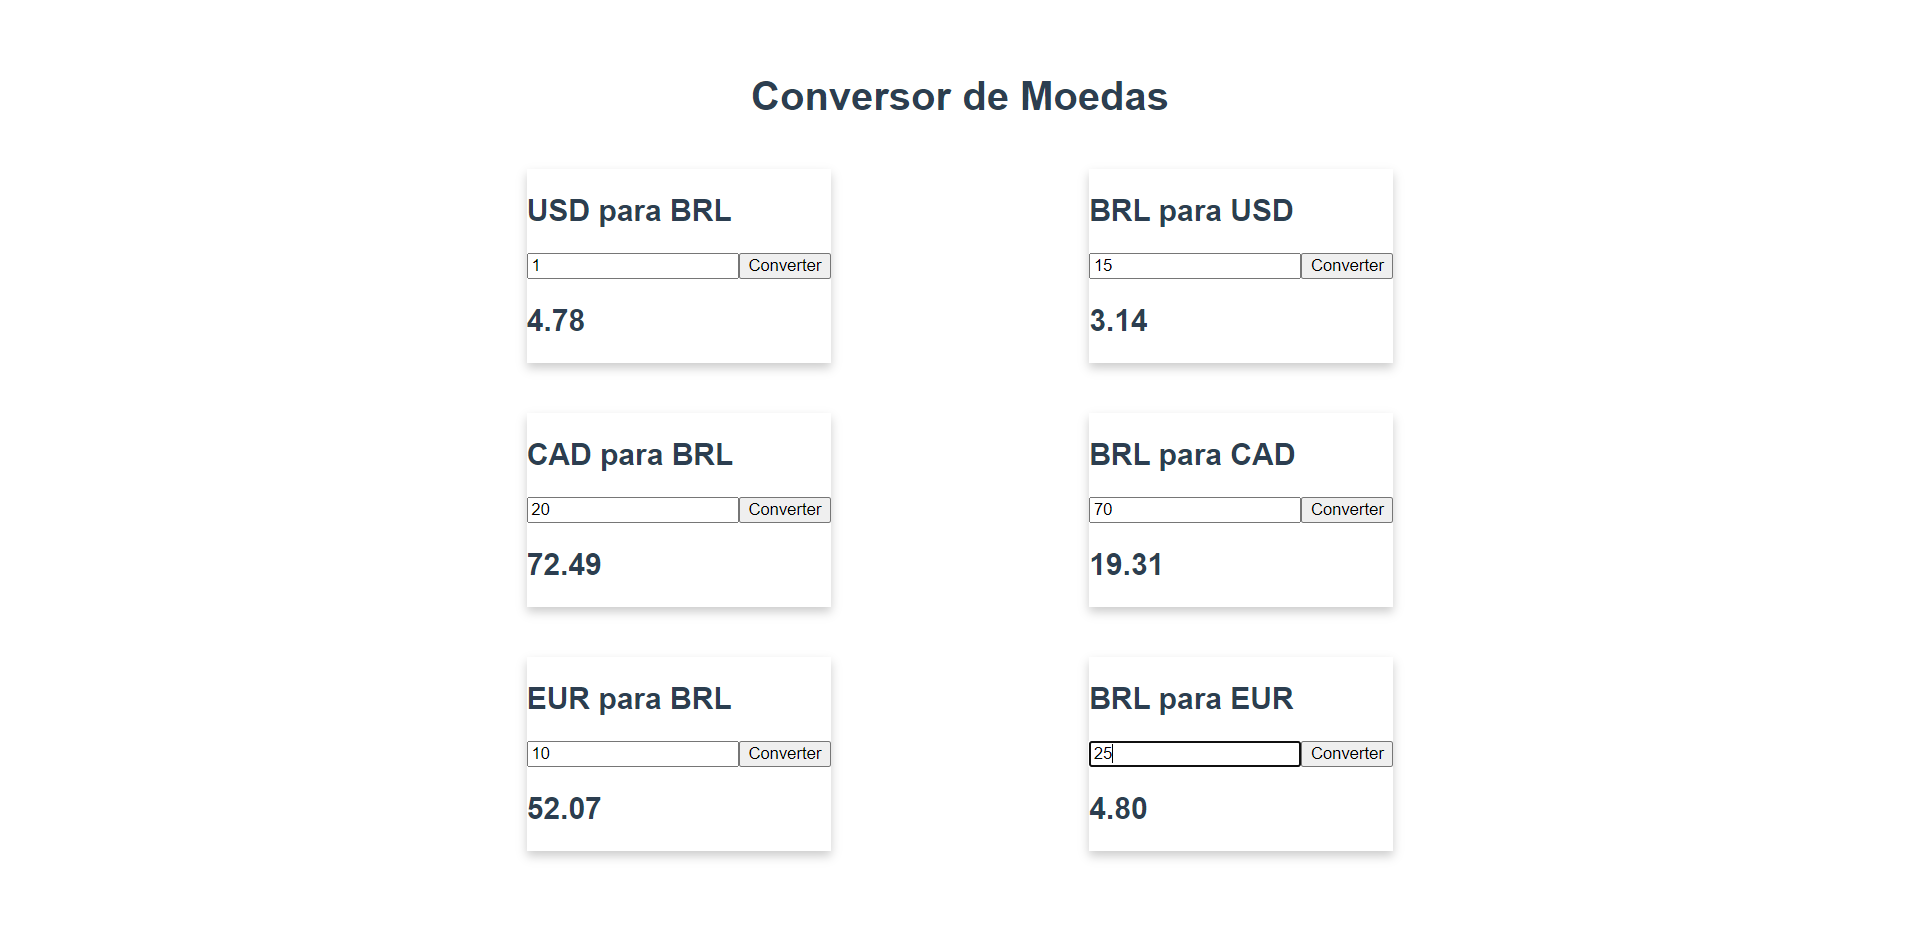 Conversor de Moedas
USD para BRL
1 Converter
4.78
BRL para USD
15 Converter
3.14
CAD para BRL
20 Converter
72.49
BRL para CAD
70 Converter
19.31
EUR para BRL
10 Converter
52.07
BRL para EUR
25 Converter
4.80